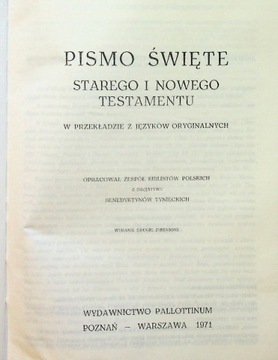 PISMO ŚWIĘTE
STAREGO I NOWEGO
TESTAMENTU
W PRZEKŁADZIE Z JĘZYKÓW ORYGINALNYCH
OPRACOWAŁ ZESPÓŁ BIBLISTÓW POLSKICH
Z INICJATYWY
BENEDYKTYNÓW TYNIECKICH
WYDANIE DRUGIE ZMIENIONE
WYDAWNICTWO PALLOTTINUM
POZNAŃ – WARSZAWA 1971